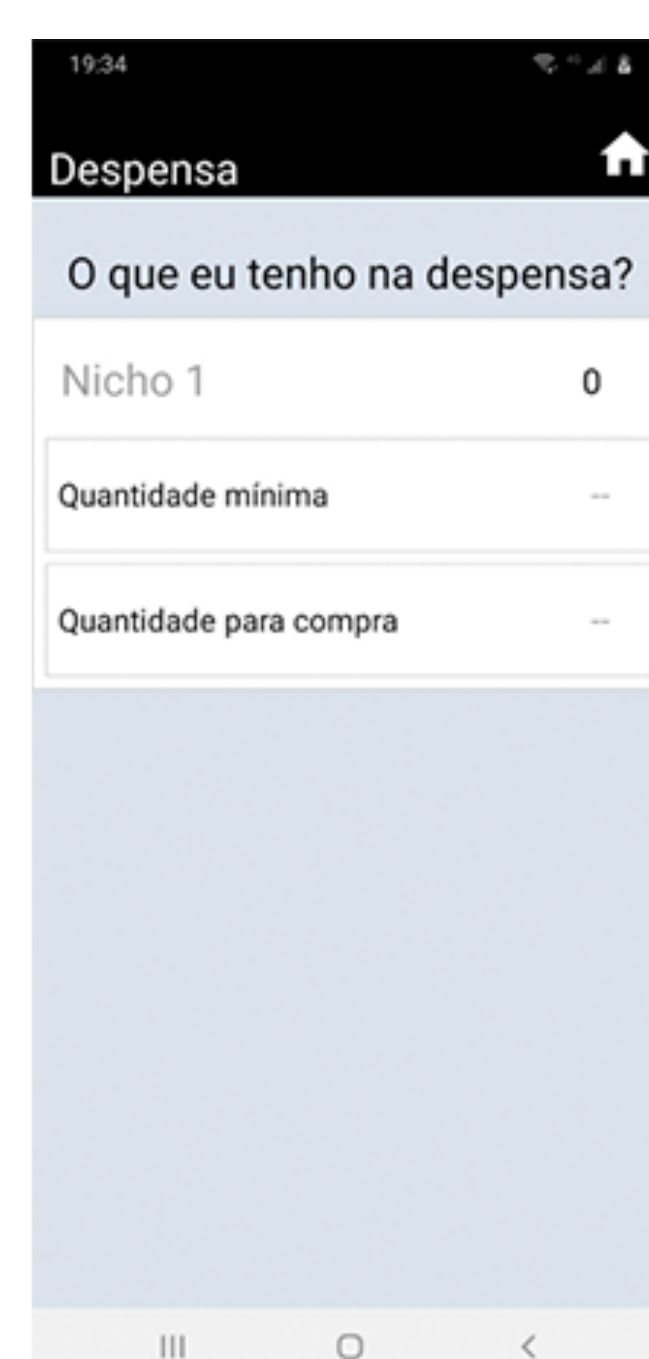 19:34
Despensa
O que eu tenho na despensa?
Nicho 1 0
Quantidade mínima --
Quantidade para compra --